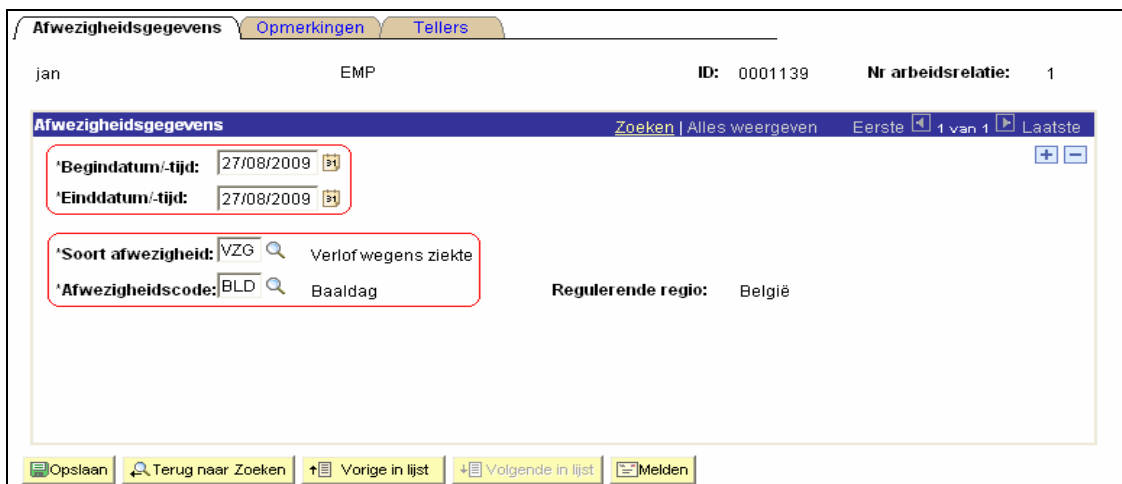 Afwezigheidsgegevens Opmerkingen Tellers
jan EMP ID: 0001139 Nr arbeidsrelatie: 1
Afwezigheidsgegevens Zoeken | Alles weergeven Eerste 1 van 1 Laatste
*Begindatum/-tijd: 27/08/2009 31
*Einddatum/-tijd: 27/08/2009 31
*Soort afwezigheid: VZG Verlof wegens ziekte
*Afwezigheidscode: BLD Baaldag Regulerende regio: België
Opslaan Terug naar Zoeken Vorige in lijst Volgende in lijst Melden